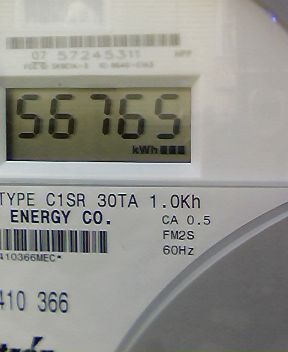 07 57245311
56765
kWh
TYPE C1SR 30TA 1.0Kh
ENERGY CO.
CA 0.5
FM2S
60Hz
410366MEC*
410 366